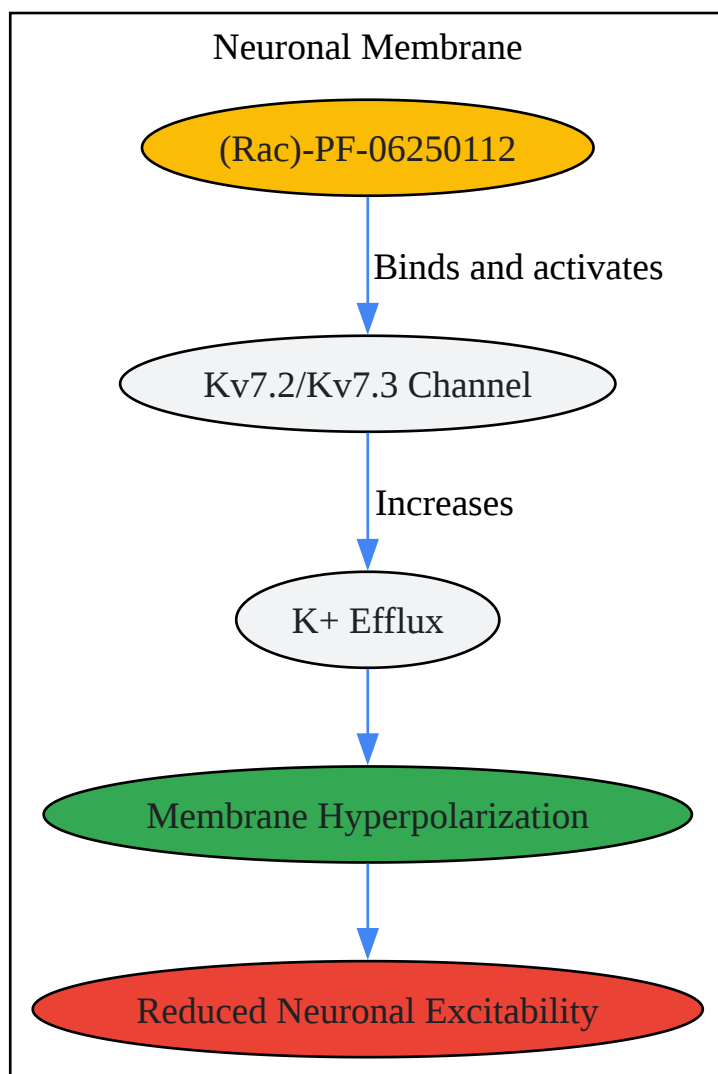 Neuronal Membrane
(Rac)-PF-06250112
Binds and activates
Kv7.2/Kv7.3 Channel
Increases
K+ Efflux
Membrane Hyperpolarization
Reduced Neuronal Excitability